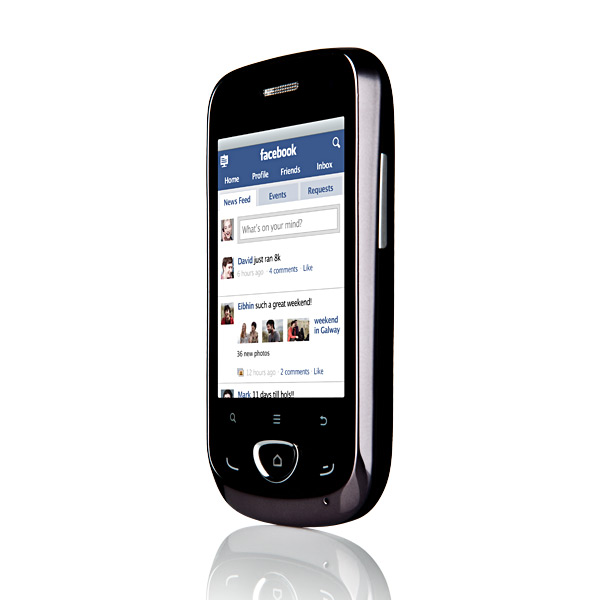 facebook
Home Profile Friends Inbox
News Feed Events Requests
What's on your mind?
David just ran 8k
6 hours ago · 4 comments · Like
Eibhin such a great weekend!
weekend
in Galway
36 new photos
12 hours ago · 2 comments · Like
Mark 11 days till hols!!